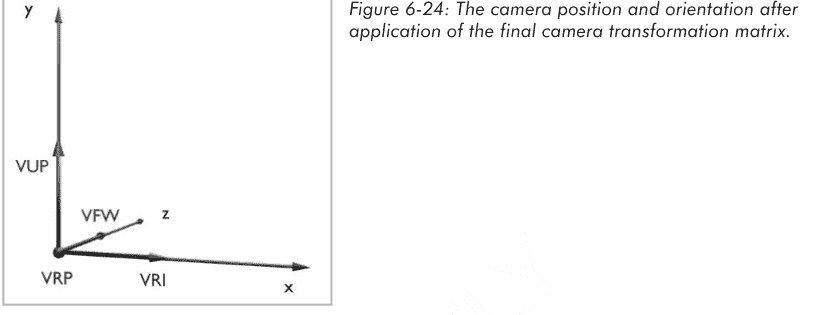 y
Figure 6-24: The camera position and orientation after
application of the final camera transformation matrix.
VUP
VFW
z
VRP
VRI
x